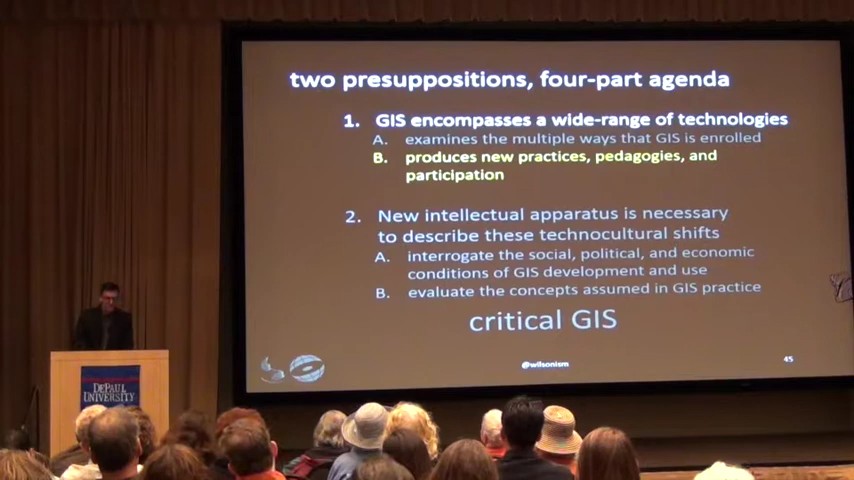 two presuppositions, four-part agenda
1. GIS encompasses a wide-range of technologies
A. examines the multiple ways that GIS is enrolled
B. produces new practices, pedagogies, and
participation
2. New intellectual apparatus is necessary
to describe these technocultural shifts
A. interrogate the social, political, and economic
conditions of GIS development and use
B. evaluate the concepts assumed in GIS practice
critical GIS
@wilsonism
45
DEPAUL
UNIVERSITY